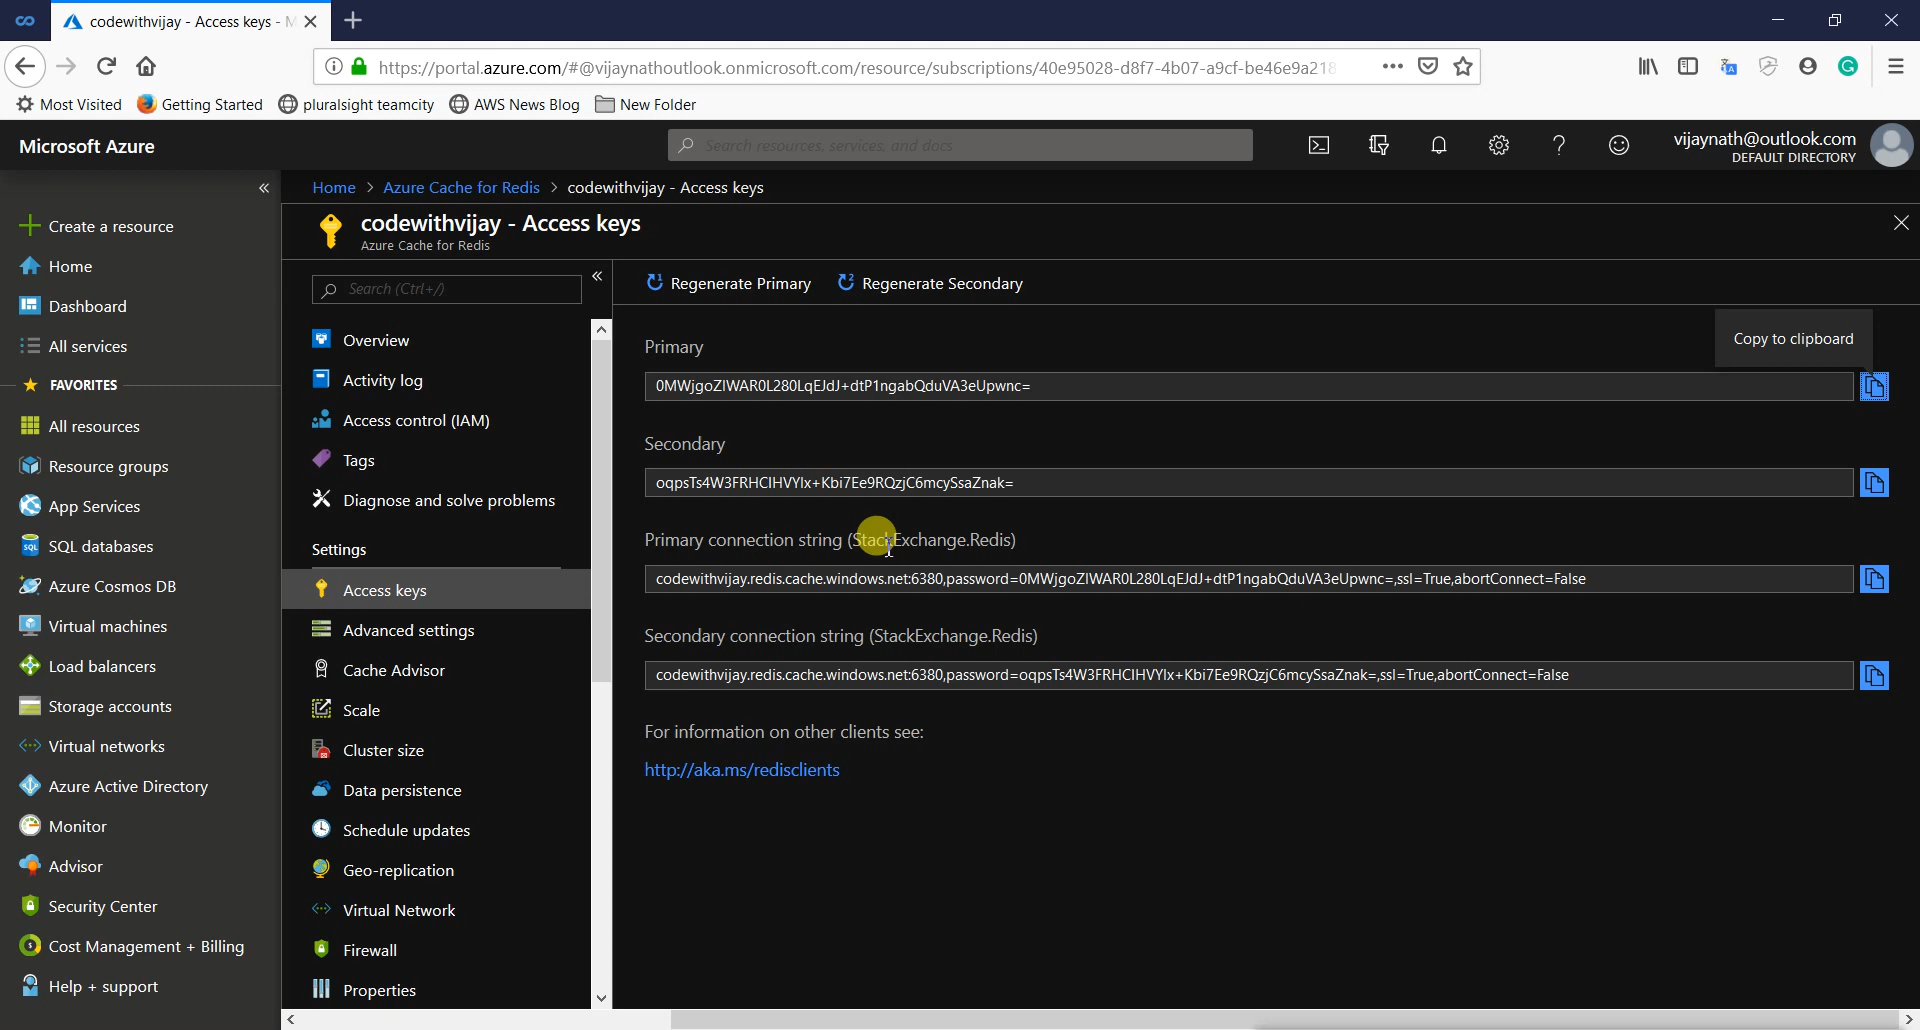 codewithvijay - Access keys - M
https://portal.azure.com/#@vijaynathoutlook.onmicrosoft.com/resource/subscriptions/40e95028-d8f7-4b07-a9cf-be46e9a218
Most Visited
Getting Started
pluralsight teamcity
AWS News Blog
New Folder
Microsoft Azure
Search resources, services, and docs
vijaynath@outlook.com
DEFAULT DIRECTORY
Create a resource
Home
Dashboard
All services
FAVORITES
All resources
Resource groups
App Services
SQL databases
Azure Cosmos DB
Virtual machines
Load balancers
Storage accounts
Virtual networks
Azure Active Directory
Monitor
Advisor
Security Center
Cost Management + Billing
Help + support
Home > Azure Cache for Redis > codewithvijay - Access keys
codewithvijay - Access keys
Azure Cache for Redis
Search (Ctrl+/)
Overview
Activity log
Access control (IAM)
Tags
Diagnose and solve problems
Settings
Access keys
Advanced settings
Cache Advisor
Scale
Cluster size
Data persistence
Schedule updates
Geo-replication
Virtual Network
Firewall
Properties
Regenerate Primary
Regenerate Secondary
Copy to clipboard
Primary
0MWjgoZIWAR0L280LqEJdJ+dtP1ngabQduVA3eUpwnc=
Secondary
oqpsTs4W3FRHCIHVYIx+Kbi7Ee9RQzjC6mcySsaZnak=
Primary connection string (StackExchange.Redis)
codewithvijay.redis.cache.windows.net:6380,password=0MWjgoZIWAR0L280LqEJdJ+dtP1ngabQduVA3eUpwnc=,ssl=True,abortConnect=False
Secondary connection string (StackExchange.Redis)
codewithvijay.redis.cache.windows.net:6380,password=oqpsTs4W3FRHCIHVYIx+Kbi7Ee9RQzjC6mcySsaZnak=,ssl=True,abortConnect=False
For information on other clients see:
http://aka.ms/redisclients